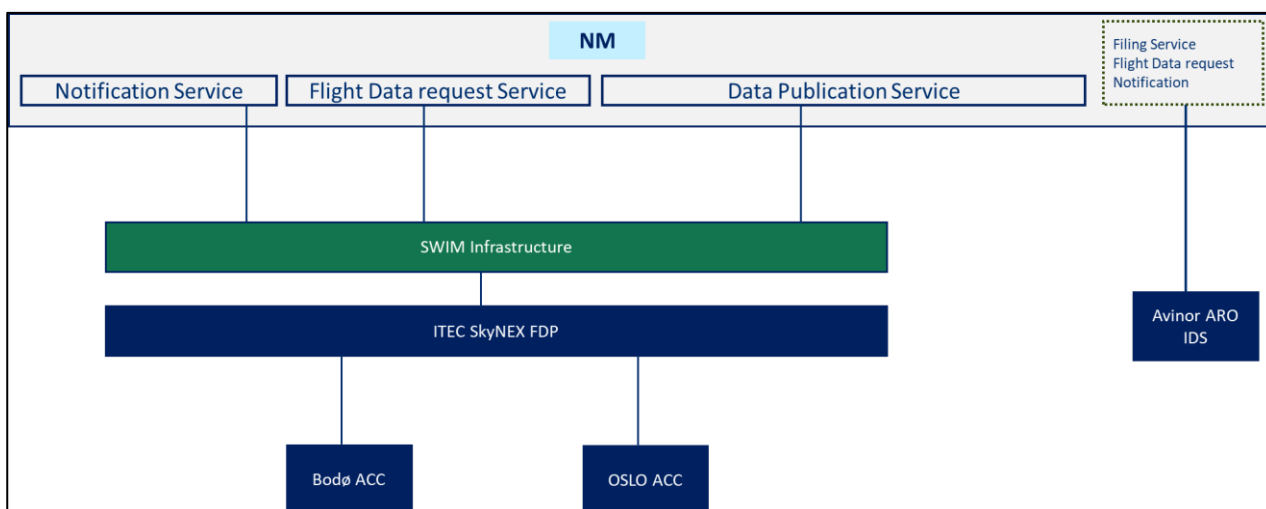 NM
Notification Service
Flight Data request Service
Data Publication Service
Filing Service
Flight Data request
Notification
SWIM Infrastructure
ITEC SkyNEX FDP
Avinor ARO
IDS
Bodø ACC
OSLO ACC